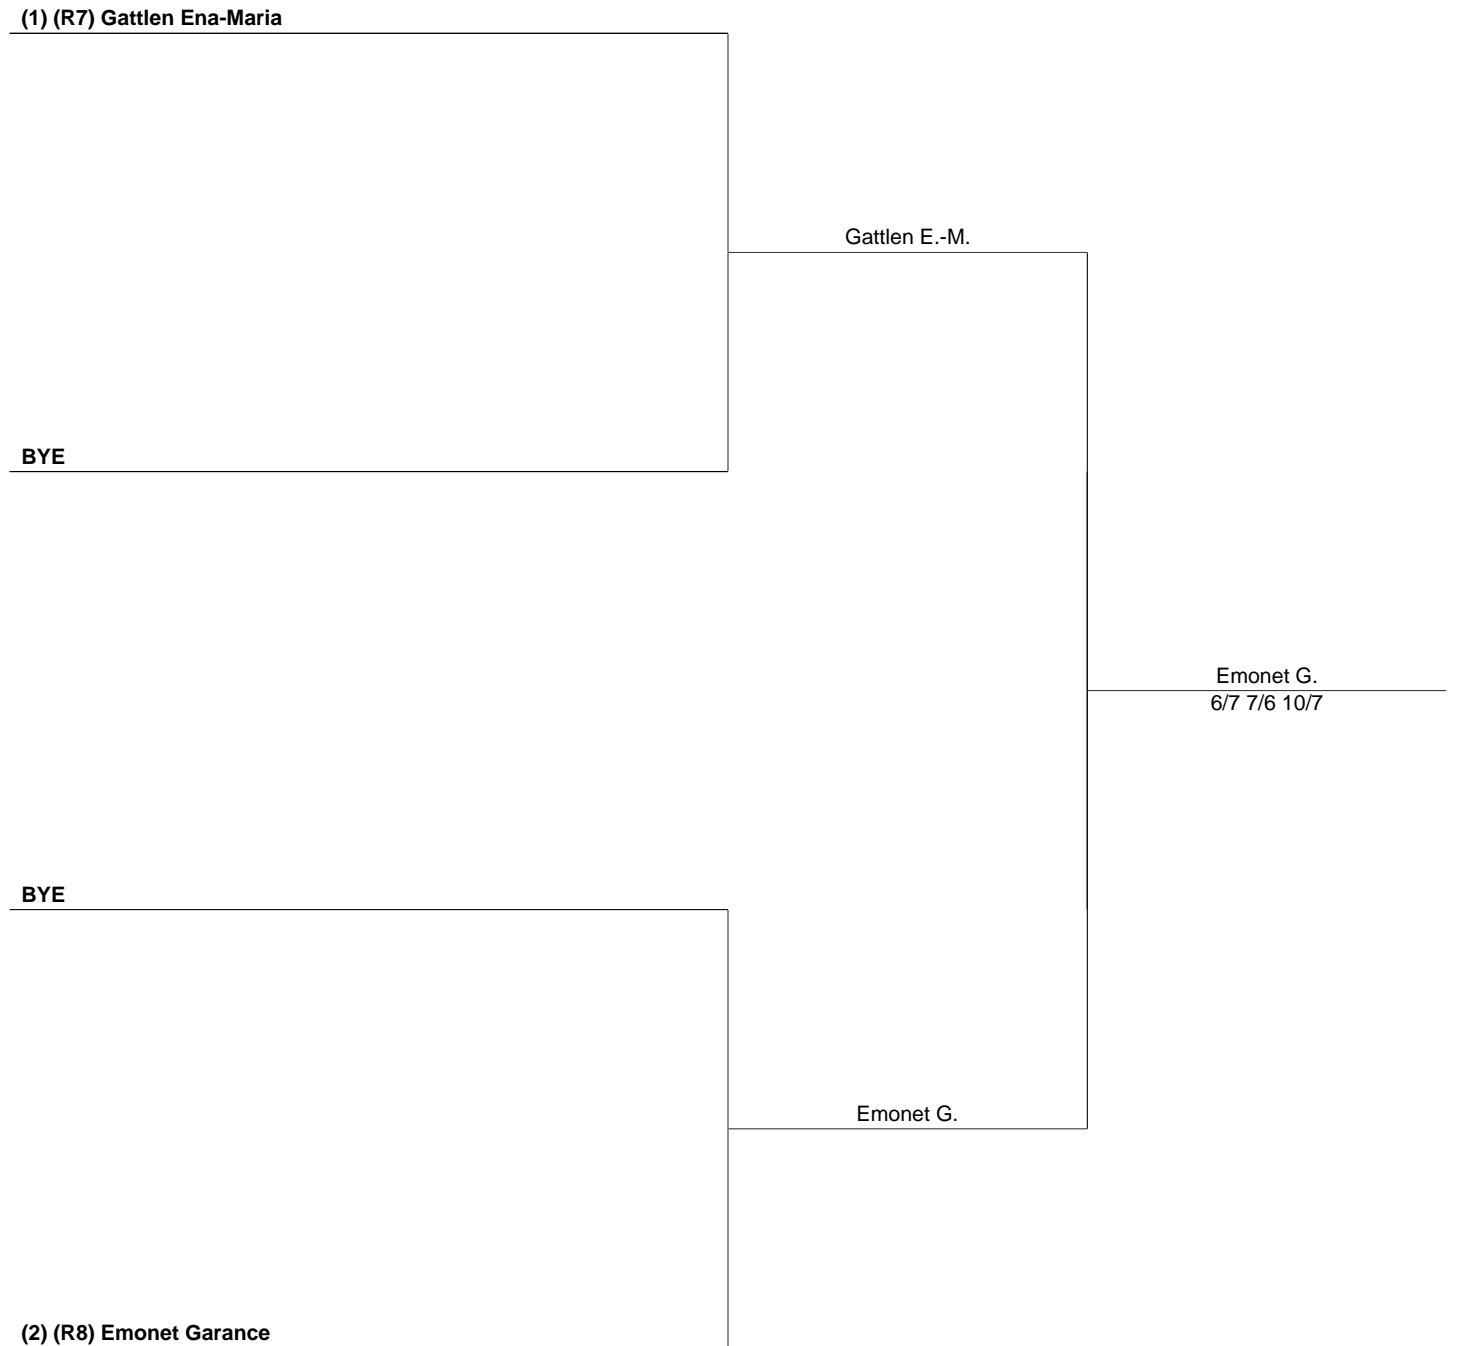 (1) (R7) Gattlen Ena-Maria
Gattlen E.-M.
BYE
Emonet G.
6/7 7/6 10/7
BYE
Emonet G.
(2) (R8) Emonet Garance